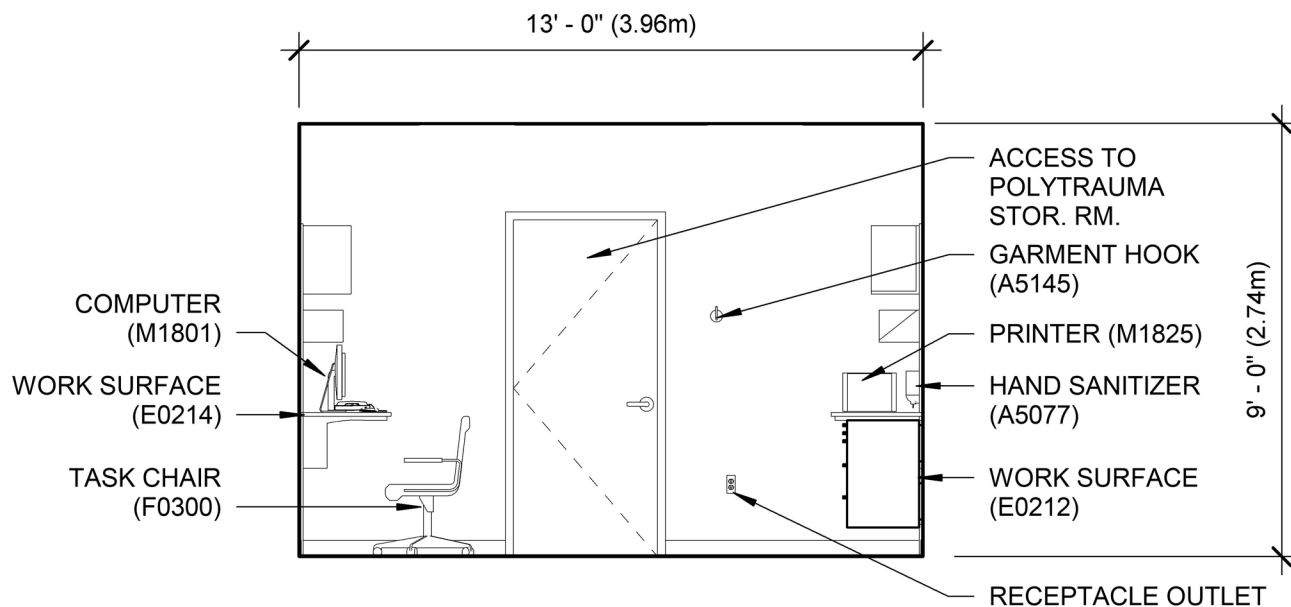 13' - 0" (3.96m)
ACCESS TO
POLYTRAUMA
STOR. RM.
GARMENT HOOK
(A5145)
PRINTER (M1825)
HAND SANITIZER
(A5077)
WORK SURFACE
(E0212)
RECEPTACLE OUTLET
9' - 0" (2.74m)
COMPUTER
(M1801)
WORK SURFACE
(E0214)
TASK CHAIR
(F0300)